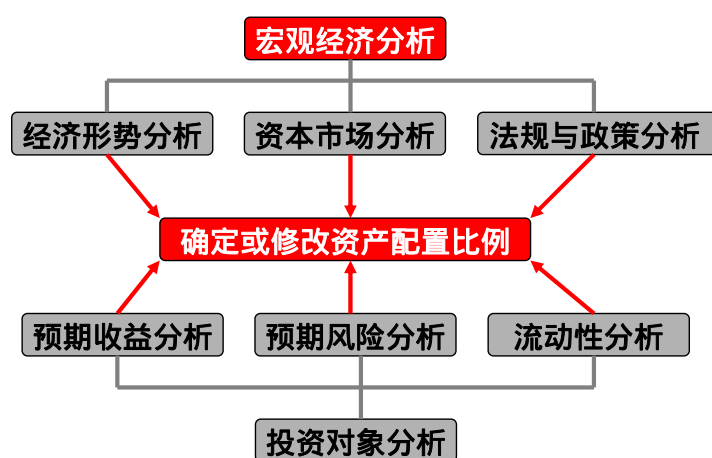 宏观经济分析
经济形势分析
资本市场分析
法规与政策分析
确定或修改资产配置比例
预期收益分析
预期风险分析
流动性分析
投资对象分析